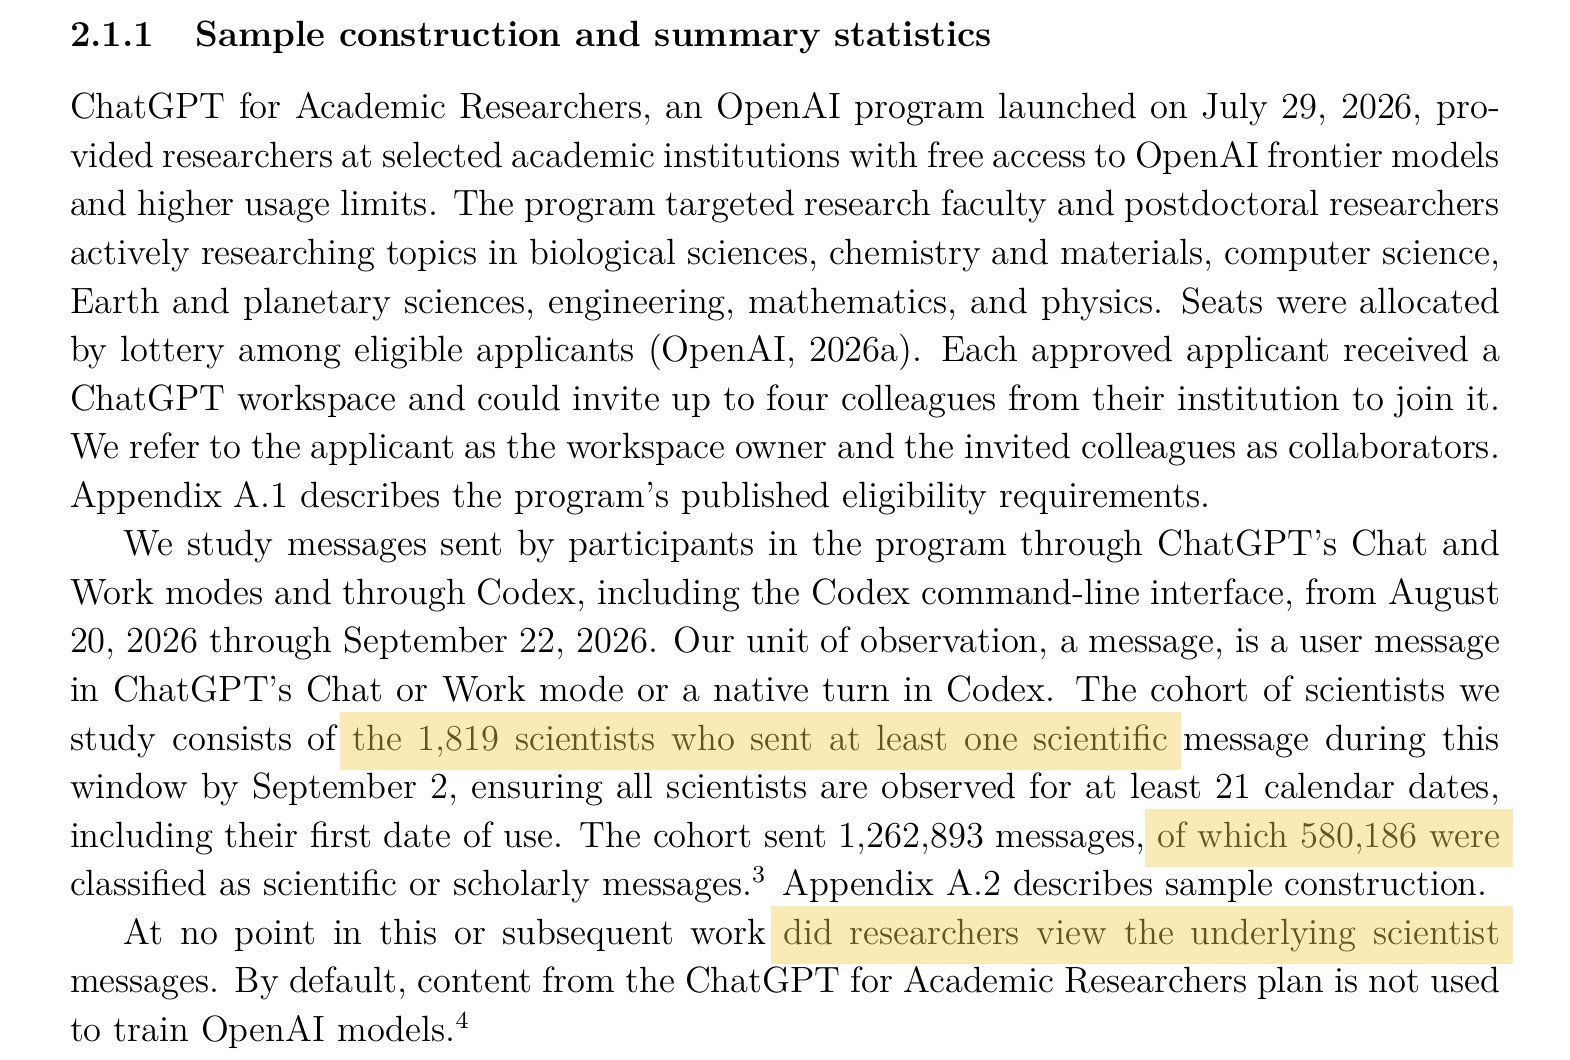 2.1.1 Sample construction and summary statistics
ChatGPT for Academic Researchers, an OpenAI program launched on July 29, 2026, pro-
vided researchers at selected academic institutions with free access to OpenAI frontier models
and higher usage limits. The program targeted research faculty and postdoctoral researchers
actively researching topics in biological sciences, chemistry and materials, computer science,
Earth and planetary sciences, engineering, mathematics, and physics. Seats were allocated
by lottery among eligible applicants (OpenAI, 2026a). Each approved applicant received a
ChatGPT workspace and could invite up to four colleagues from their institution to join it.
We refer to the applicant as the workspace owner and the invited colleagues as collaborators.
Appendix A.1 describes the program's published eligibility requirements.
We study messages sent by participants in the program through ChatGPT's Chat and
Work modes and through Codex, including the Codex command-line interface, from August
20, 2026 through September 22, 2026. Our unit of observation, a message, is a user message
in ChatGPT's Chat or Work mode or a native turn in Codex. The cohort of scientists we
study consists of the 1,819 scientists who sent at least one scientific message during this
window by September 2, ensuring all scientists are observed for at least 21 calendar dates,
including their first date of use. The cohort sent 1,262,893 messages, of which 580,186 were
classified as scientific or scholarly messages.³ Appendix A.2 describes sample construction.
At no point in this or subsequent work did researchers view the underlying scientist
messages. By default, content from the ChatGPT for Academic Researchers plan is not used
to train OpenAI models.⁴